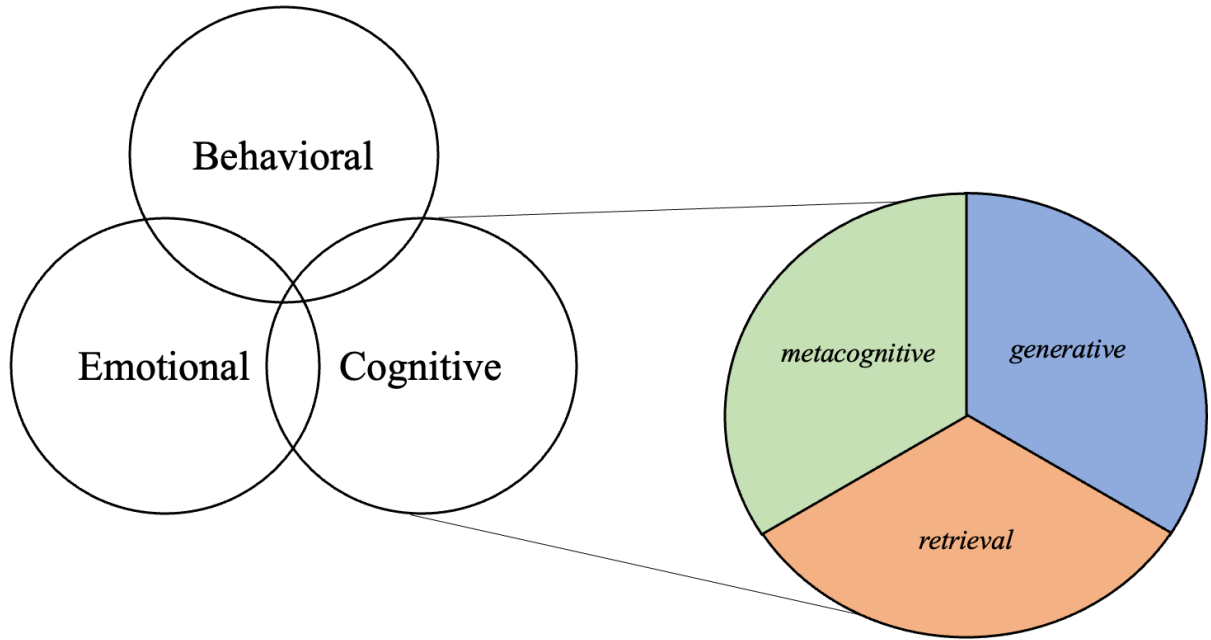 Behavioral
Emotional
Cognitive
metacognitive
generative
retrieval